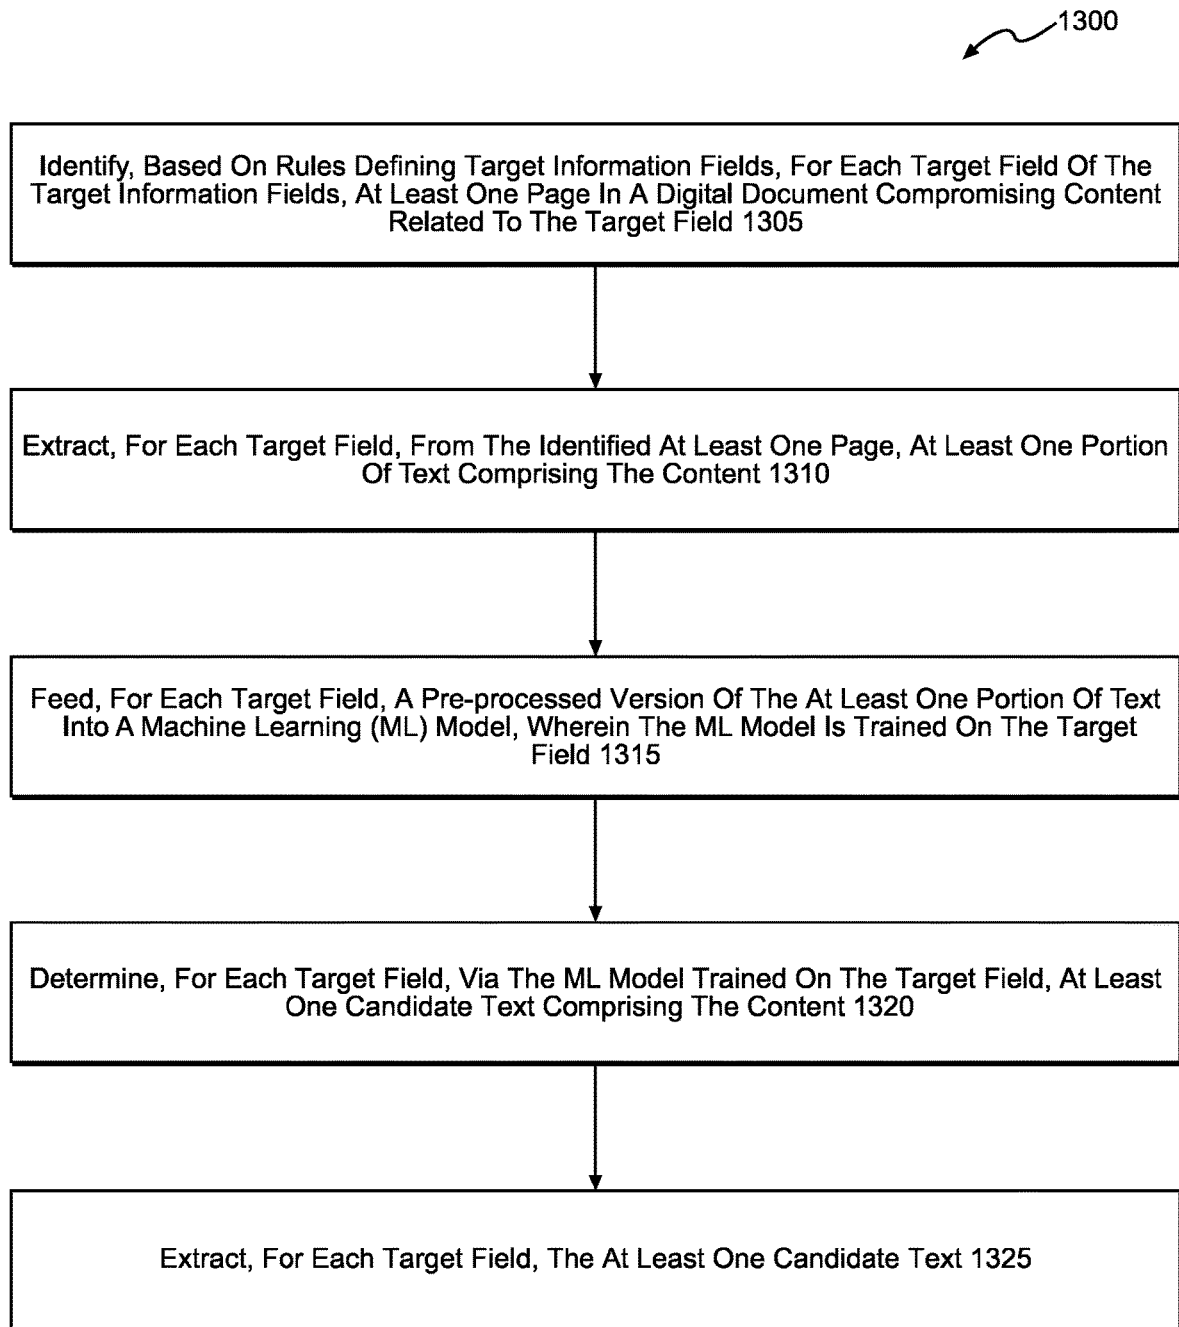 1300
Identify, Based On Rules Defining Target Information Fields, For Each Target Field Of The
Target Information Fields, At Least One Page In A Digital Document Compromising Content
Related To The Target Field 1305
Extract, For Each Target Field, From The Identified At Least One Page, At Least One Portion
Of Text Comprising The Content 1310
Feed, For Each Target Field, A Pre-processed Version Of The At Least One Portion Of Text
Into A Machine Learning (ML) Model, Wherein The ML Model Is Trained On The Target
Field 1315
Determine, For Each Target Field, Via The ML Model Trained On The Target Field, At Least
One Candidate Text Comprising The Content 1320
Extract, For Each Target Field, The At Least One Candidate Text 1325